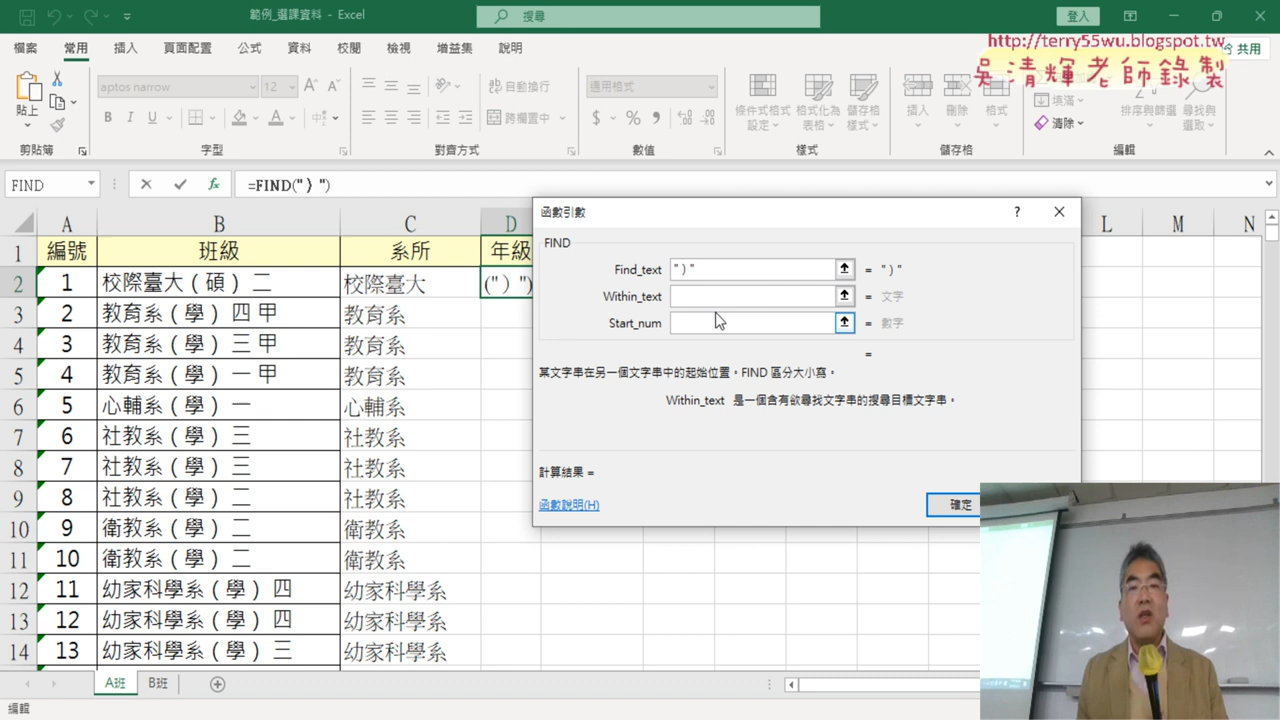 範例_選課資料 - Excel
搜尋
登入
http://terry55wu.blogspot.tw
吳清輝老師錄製
檔案 常用 插入 頁面配置 公式 資料 校閱 檢視 增益集 說明 共用
貼上
aptos narrow 12
自動換行
跨欄置中
通用格式
條件式格式設定 格式化為表格 儲存格樣式
插入 刪除 格式
填滿
清除
排序與篩選 尋找與選取
剪貼簿 字型 對齊方式 數值 樣式 儲存格 編輯
FIND
=FIND("）")
A B C D L M N
1 編號 班級 系所 年級
2 1 校際臺大（碩）二 校際臺大 ("）")
3 2 教育系（學）四甲 教育系
4 3 教育系（學）三甲 教育系
5 4 教育系（學）一甲 教育系
6 5 心輔系（學）一 心輔系
7 6 社教系（學）三 社教系
8 7 社教系（學）三 社教系
9 8 社教系（學）二 社教系
10 9 衛教系（學）二 衛教系
11 10 衛教系（學）二 衛教系
12 11 幼家科學系（學）四 幼家科學系
13 12 幼家科學系（學）四 幼家科學系
14 13 幼家科學系（學）三 幼家科學系
函數引數
FIND
Find_text "）" = "）"
Within_text = 文字
Start_num = 數字
=
某文字串在另一個文字串中的起始位置。FIND 區分大小寫。
Within_text 是一個含有欲尋找文字串的搜尋目標文字串。
計算結果 =
函數說明(H)
確定
A班 B班
編輯